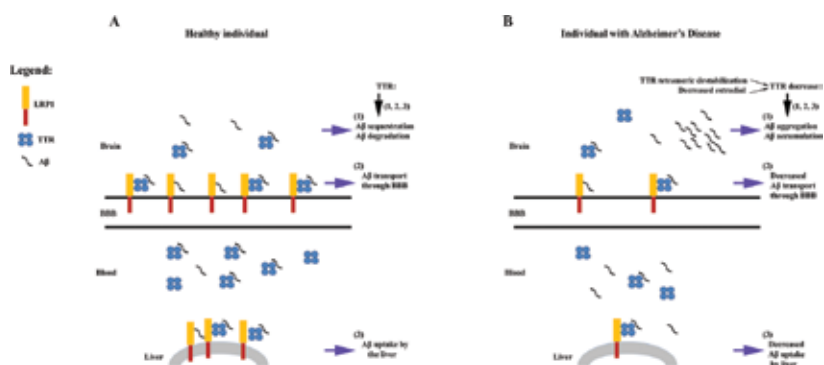 A
Healthy individual
Legend:
LRP1
TTR
Aβ
TTR:
(1, 2, 3)
(1)
Aβ sequestration
Aβ degradation
Brain
(2)
Aβ transport
through BBB
BBB
Blood
(3)
Aβ uptake by
the liver
Liver
B
Individual with Alzheimer's Disease
TTR tetrameric destabilization
Decreased estradiol
TTR decrease:
(1, 2, 3)
(1)
Aβ aggregation
Aβ accumulation
Brain
(2)
Decreased
Aβ transport
through BBB
BBB
Blood
(3)
Decreased
Aβ uptake
by liver
Liver